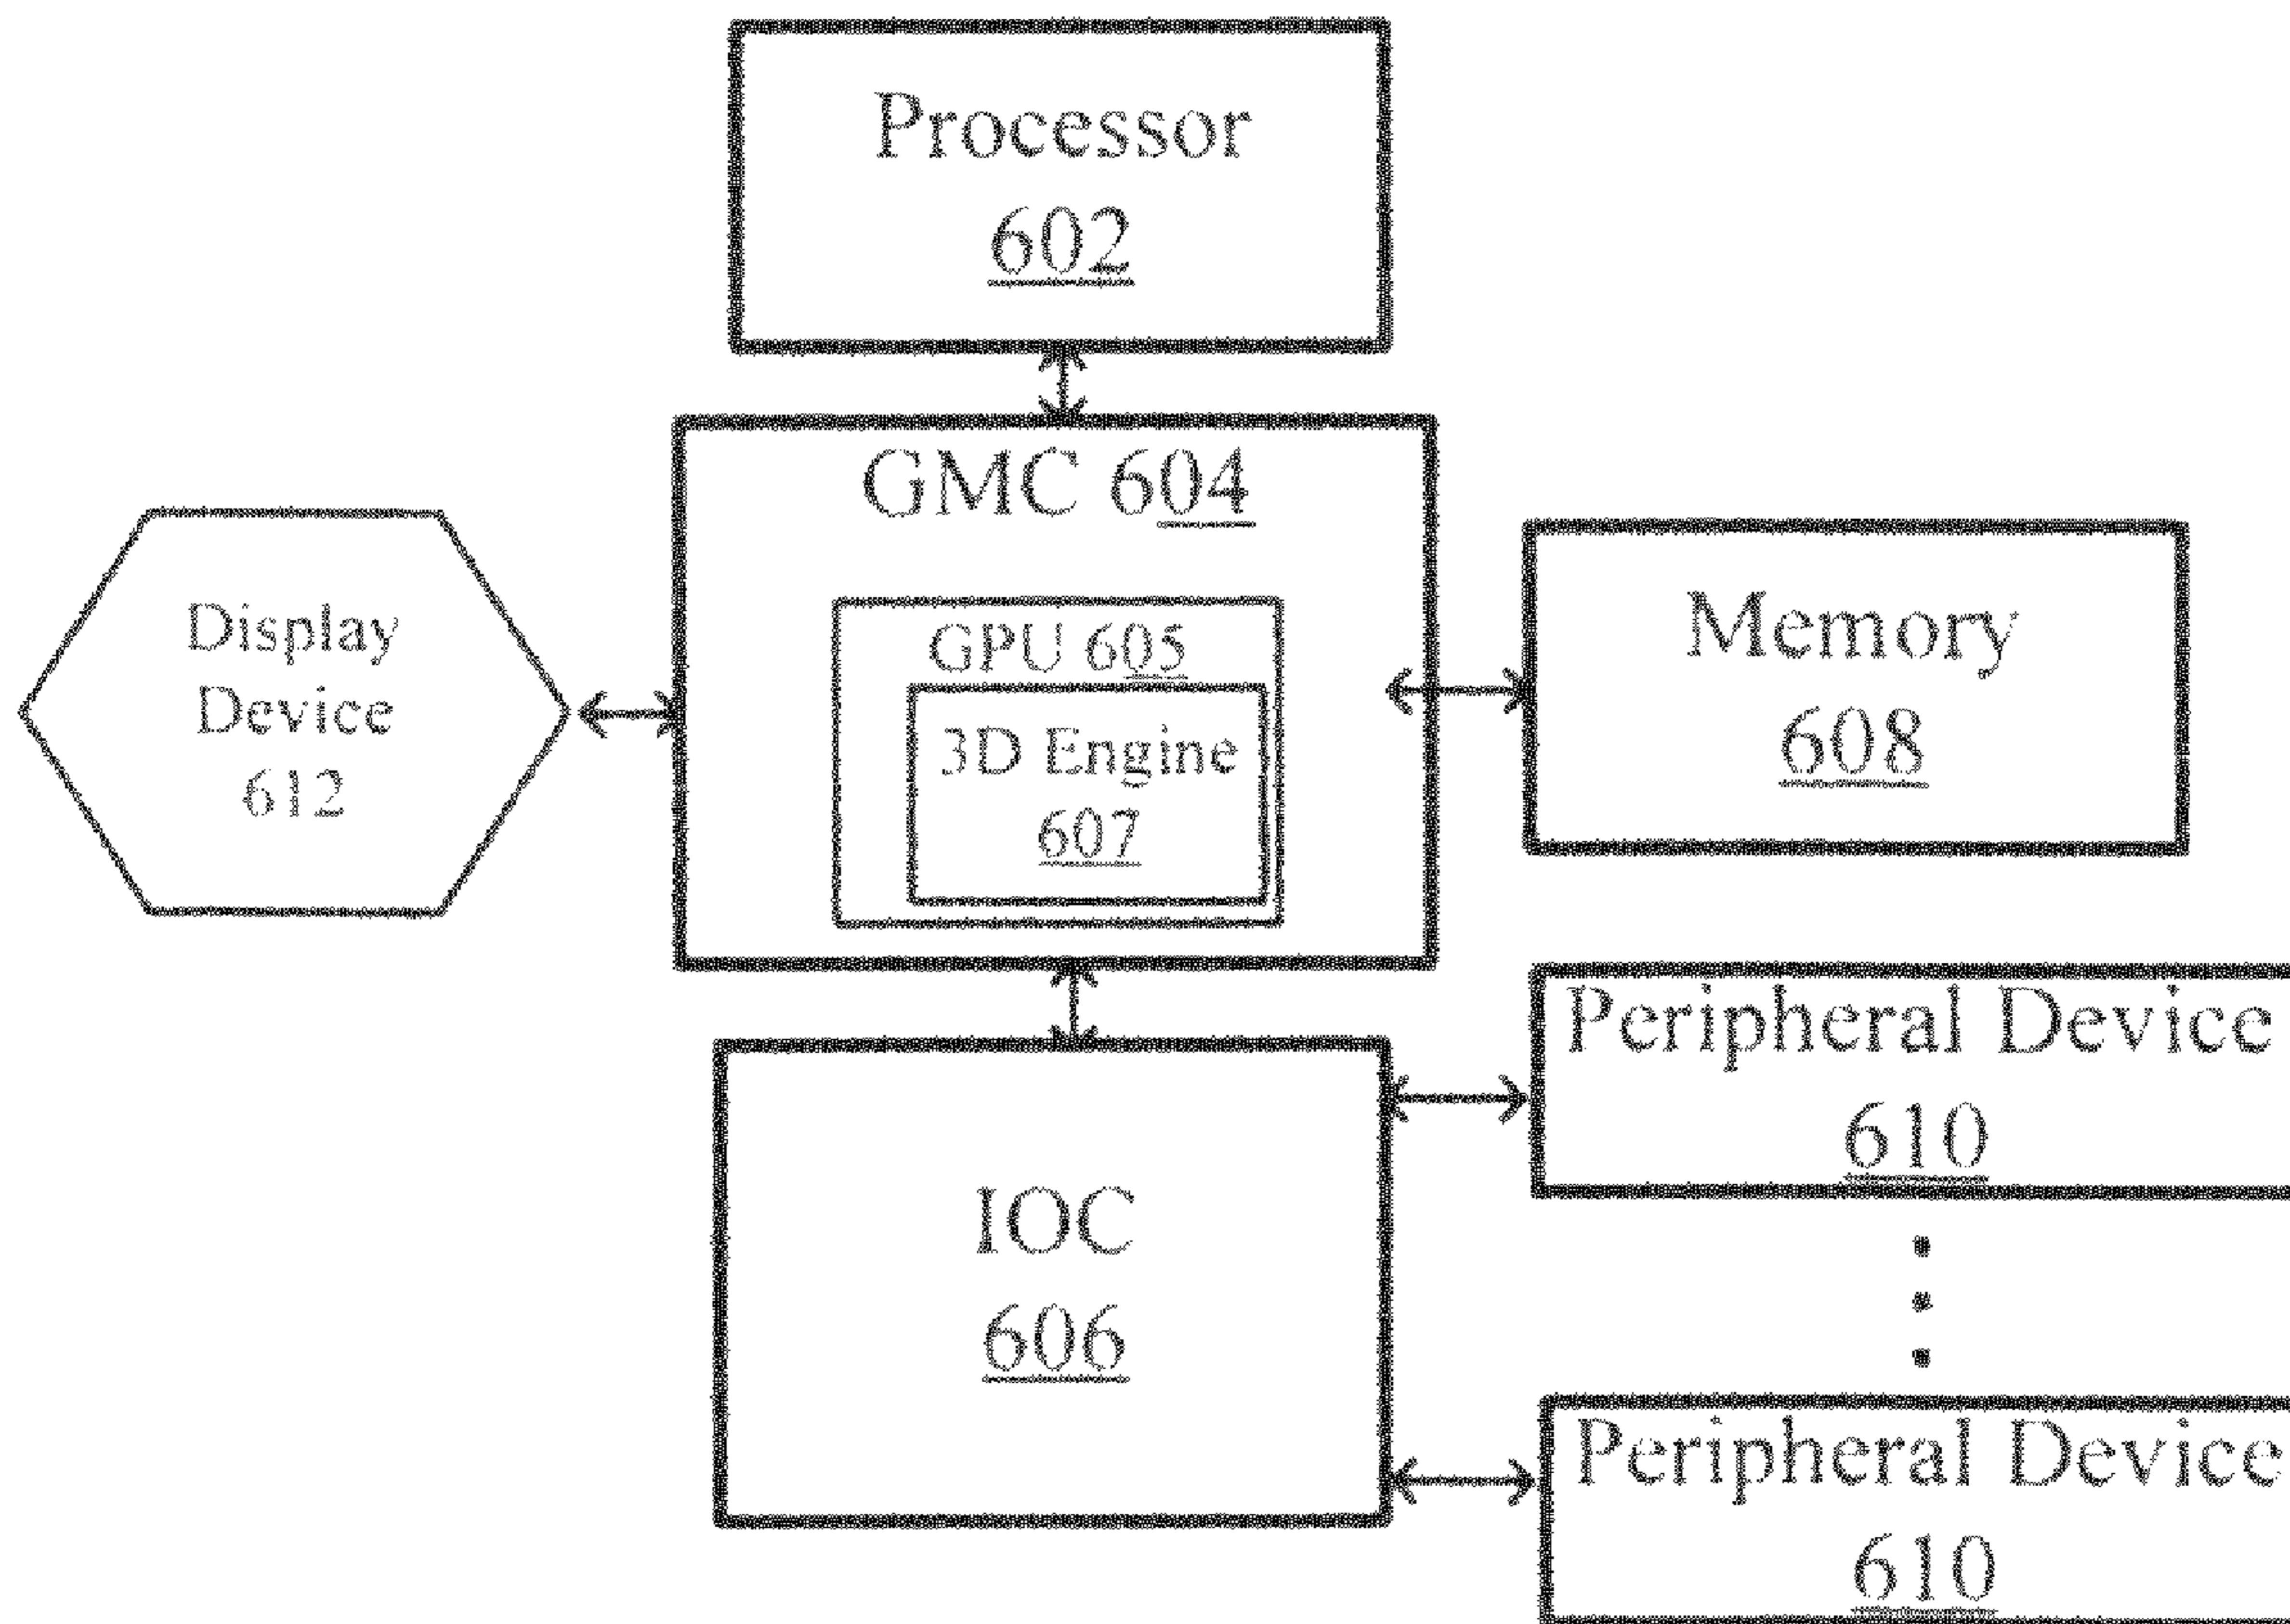 Processor
602
GMC 604
Display
Device
612
GPU 605
3D Engine
607
Memory
608
Peripheral Device
610
IOC
606
Peripheral Device
610